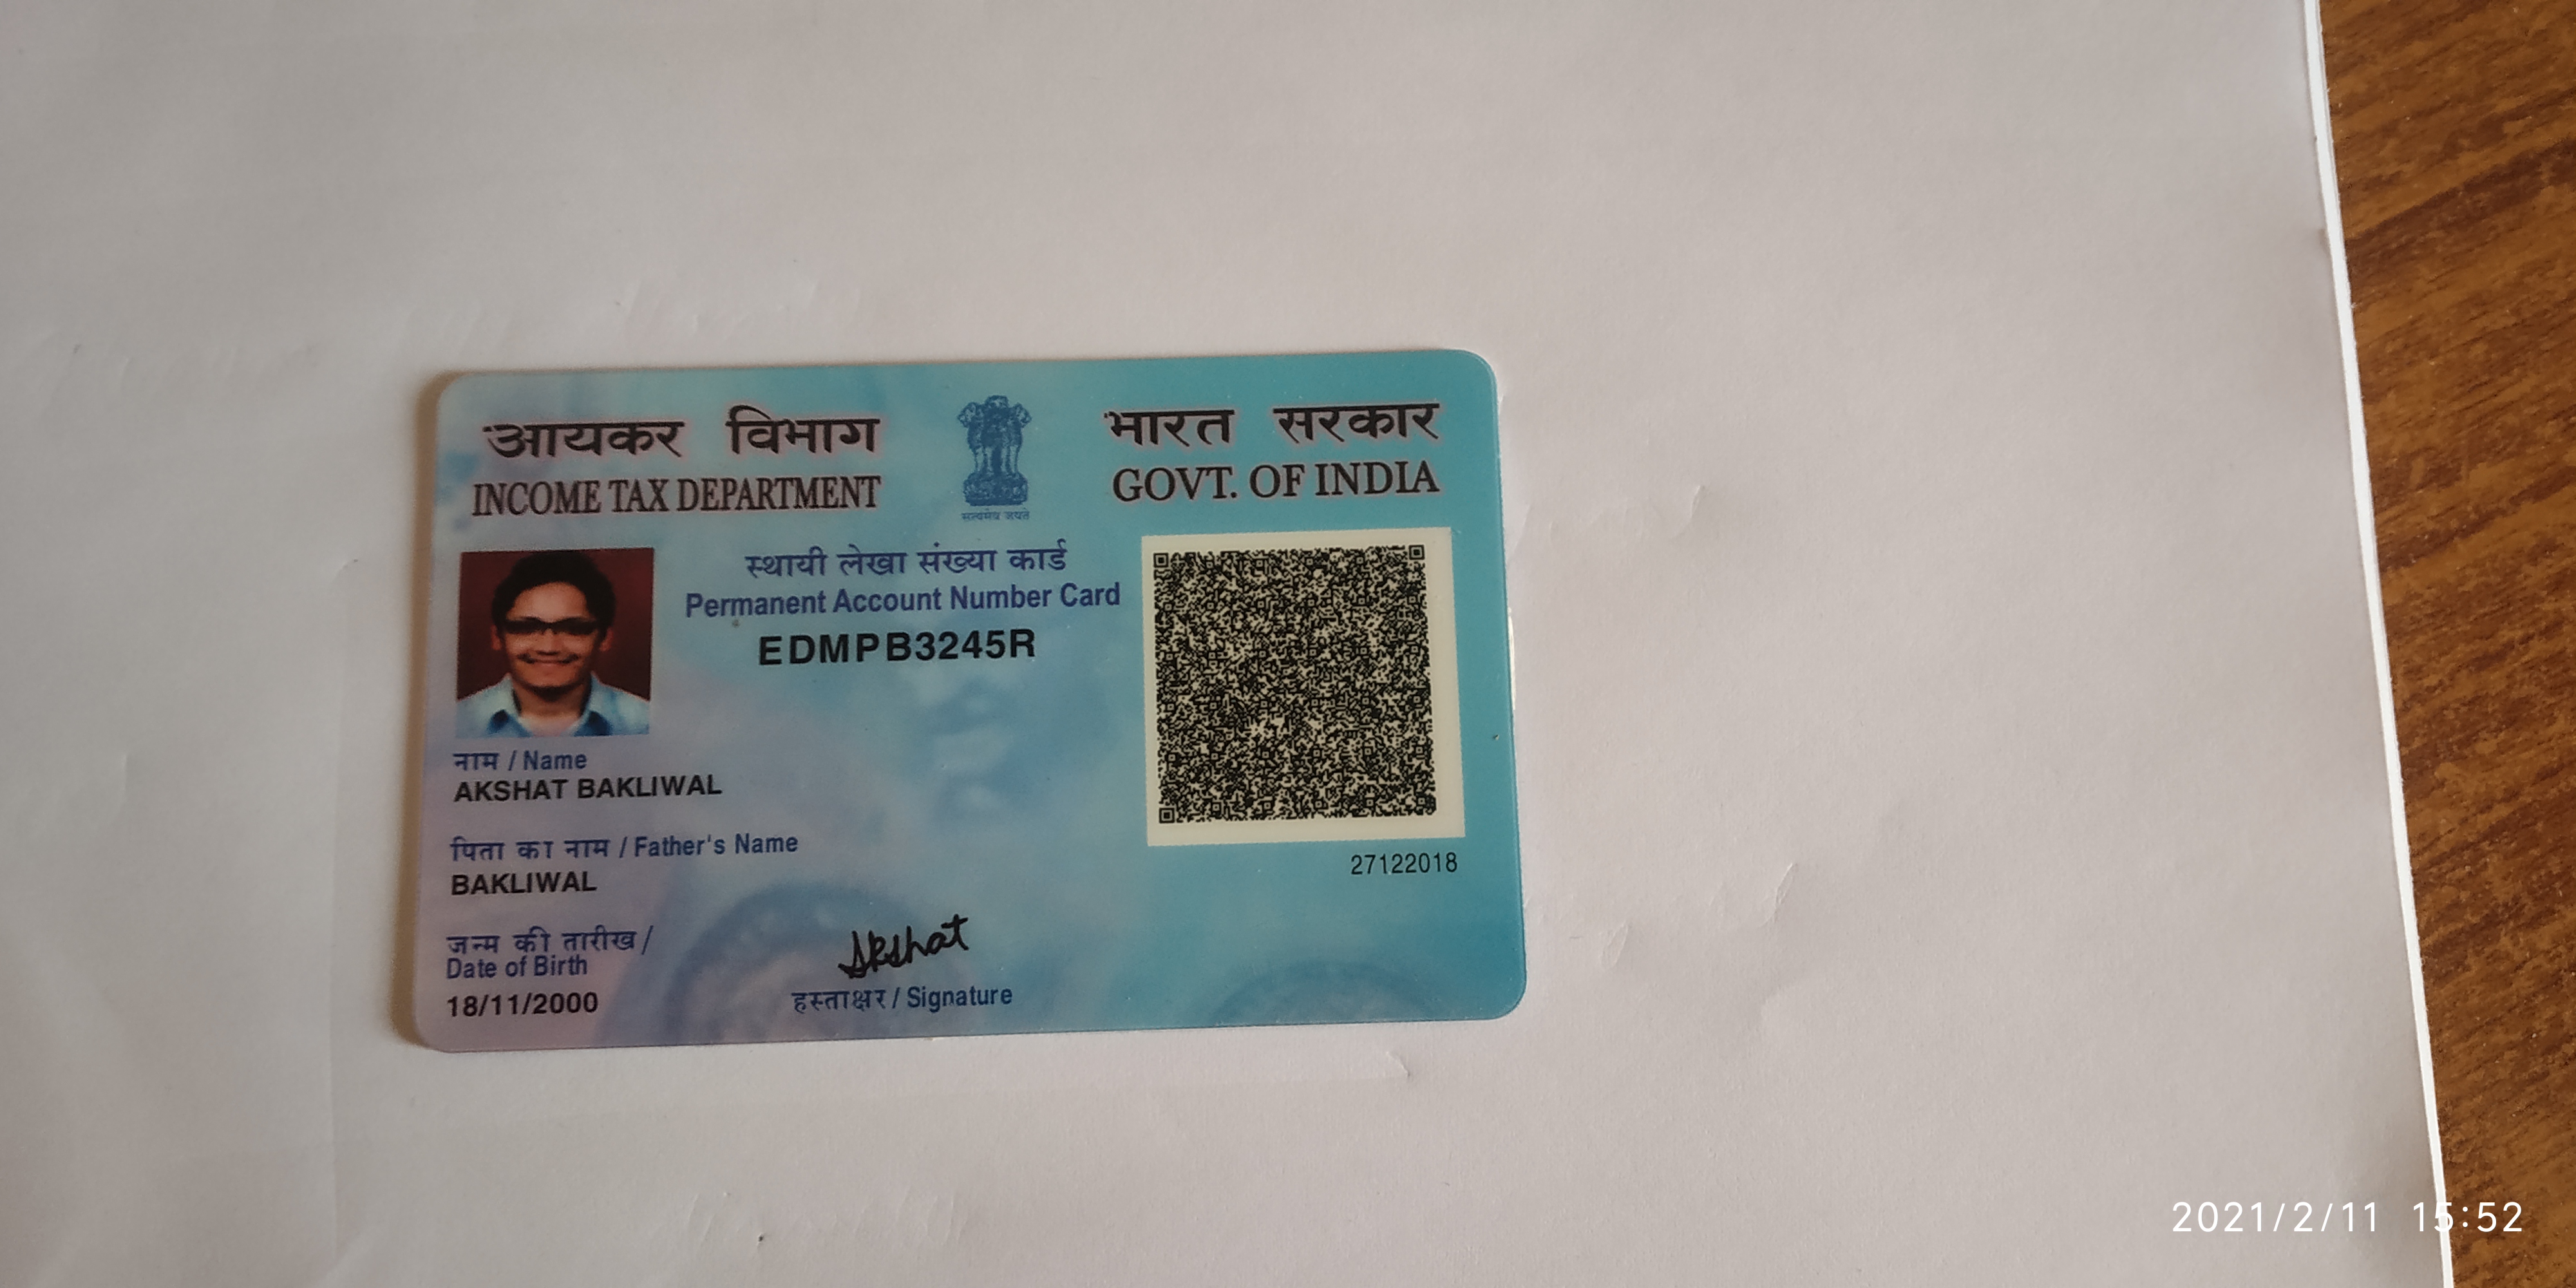 आयकर विभाग
INCOME TAX DEPARTMENT
सत्यमेव जयते
भारत सरकार
GOVT. OF INDIA
स्थायी लेखा संख्या कार्ड
Permanent Account Number Card
EDMPB3245R
नाम / Name
AKSHAT BAKLIWAL
पिता का नाम / Father's Name
BAKLIWAL
जन्म की तारीख /
Date of Birth
18/11/2000
Akshat
हस्ताक्षर / Signature
27122018
2021/2/11 15:52